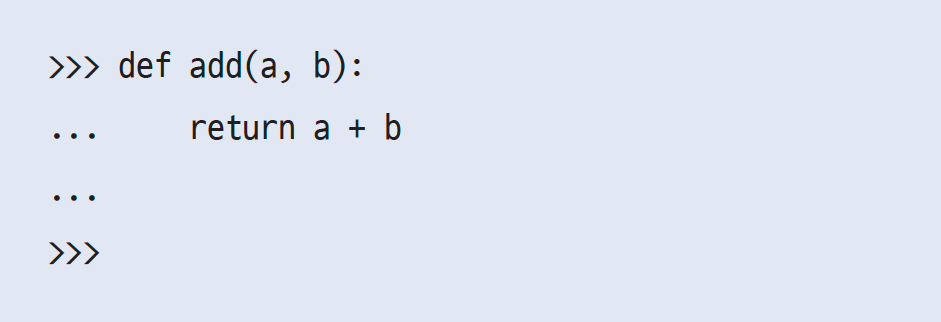 >>> def add(a, b):
...     return a + b
...
>>>